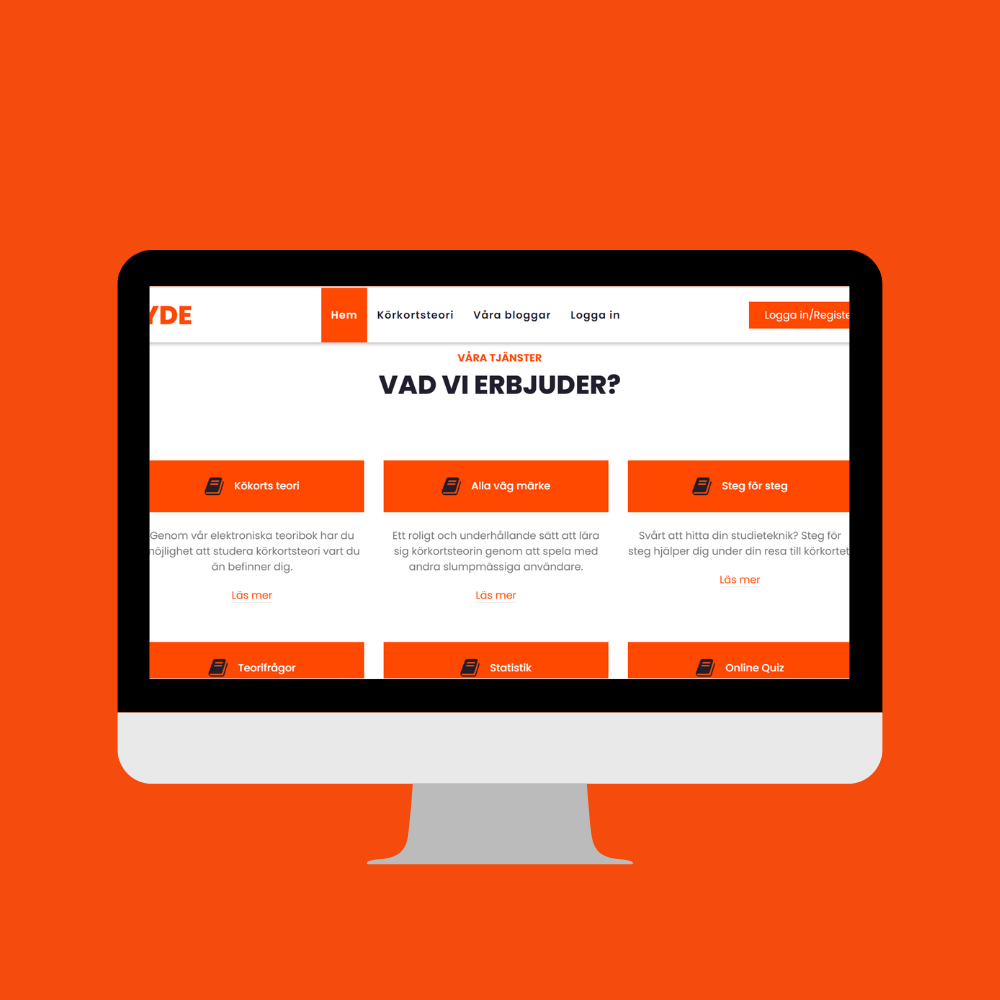 YDE
Hem
Körkortsteori
Våra bloggar
Logga in
Logga in/Registe
VÅRA TJÄNSTER
VAD VI ERBJUDER?
Kökorts teori
Alla väg märke
Steg för steg
Genom vår elektroniska teoribok har du
möjlighet att studera körkortsteori vart du
än befinner dig.
Läs mer
Ett roligt och underhållande sätt att lära
sig körkortsteorin genom att spela med
andra slumpmässiga användare.
Läs mer
Svårt att hitta din studieteknik? Steg för
steg hjälper dig under din resa till körkortet
Läs mer
Teorifrågor
Statistik
Online Quiz